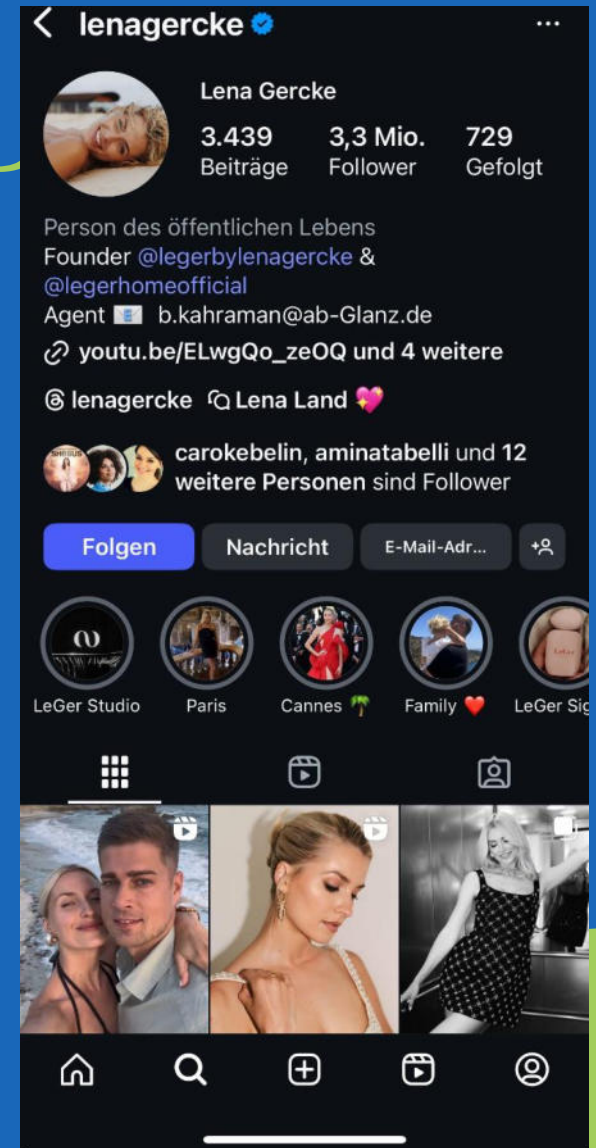 lenagercke
Lena Gercke
3.439 3,3 Mio. 729
Beiträge Follower Gefolgt
Person des öffentlichen Lebens
Founder @legerbylenagercke &
@legerhomeofficial
Agent 📧 b.kahraman@ab-Glanz.de
youtu.be/ELwgQo_zeOQ und 4 weitere
lenagercke Lena Land 💖
carokebelin, aminatabelli und 12
weitere Personen sind Follower
Folgen Nachricht E-Mail-Adr...
LeGer Studio Paris Cannes 🌴 Family ❤️ LeGer Sig